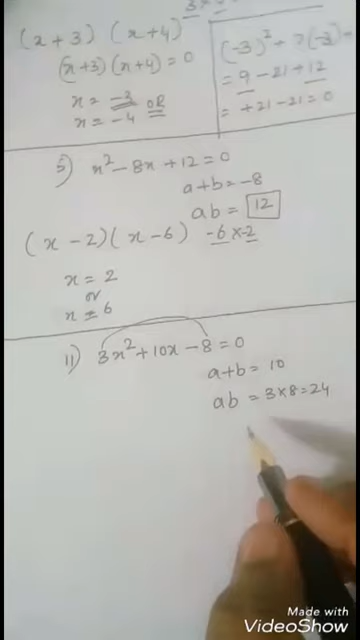 (x + 3) (x + 4)
(x + 3) (x + 4) = 0
x = -3 OR
x = -4
(-3)² + 7(-3) +
= 9 - 21 + 12
= +21 - 21 = 0
5) x² - 8x + 12 = 0
a + b = -8
ab = 12
(x - 2) (x - 6) -6 x -2
x = 2
or
x = 6
11) 3x² + 10x - 8 = 0
a + b = 10
ab = 3 x 8 = 24
Made with
VideoShow